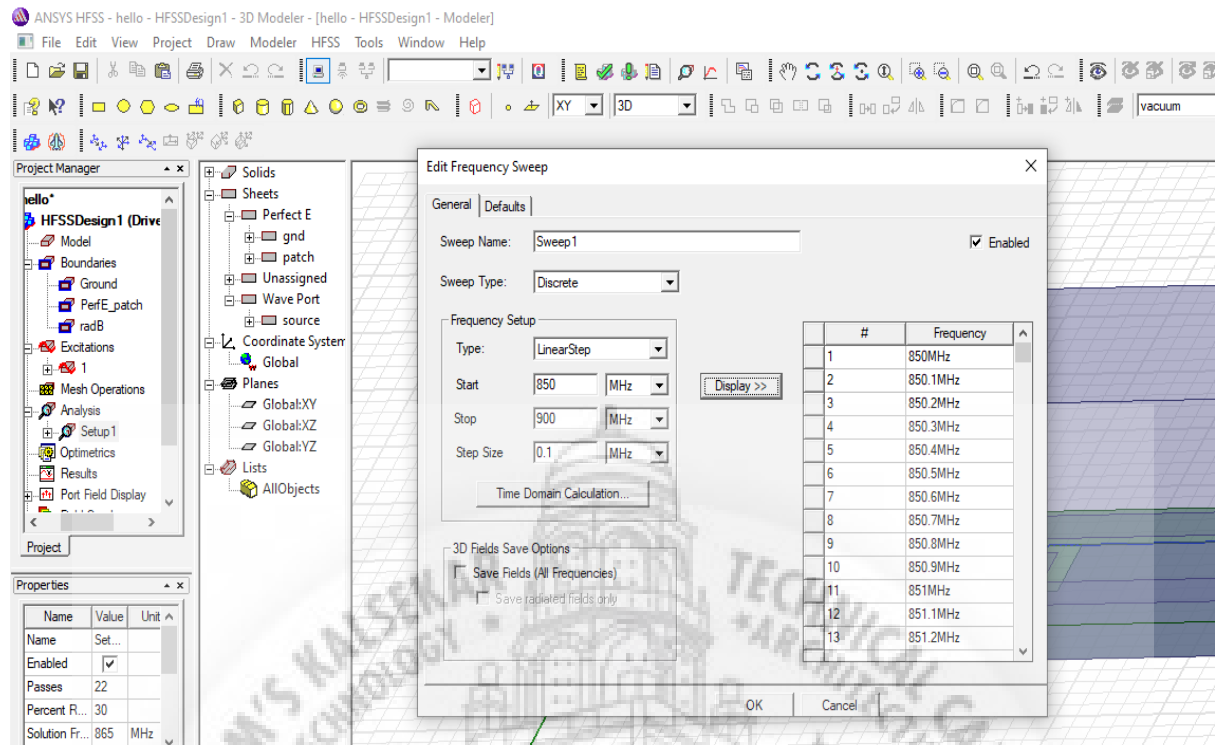 ANSYS HFSS - hello - HFSSDesign1 - 3D Modeler - [hello - HFSSDesign1 - Modeler]
File Edit View Project Draw Modeler HFSS Tools Window Help
XY 3D vacuum
Project Manager
hello*
HFSSDesign1 (Drive
Model
Boundaries
Ground
PerfE_patch
radB
Excitations
1
Mesh Operations
Analysis
Setup1
Optimetrics
Results
Port Field Display
Project
Solids
Sheets
Perfect E
gnd
patch
Unassigned
Wave Port
source
Coordinate System
Global
Planes
Global:XY
Global:XZ
Global:YZ
Lists
AllObjects
Properties
Name Value Unit
Name Set...
Enabled
Passes 22
Percent R... 30
Solution Fr... 865 MHz
Edit Frequency Sweep
General Defaults
Sweep Name: Sweep1 Enabled
Sweep Type: Discrete
Frequency Setup
Type: LinearStep
Start 850 MHz Display >>
Stop 900 MHz
Step Size 0.1 MHz
Time Domain Calculation...
3D Fields Save Options
Save Fields (All Frequencies)
Save radiated fields only
# Frequency
1 850MHz
2 850.1MHz
3 850.2MHz
4 850.3MHz
5 850.4MHz
6 850.5MHz
7 850.6MHz
8 850.7MHz
9 850.8MHz
10 850.9MHz
11 851MHz
12 851.1MHz
13 851.2MHz
OK Cancel
KALSEKAR TECHNICAL